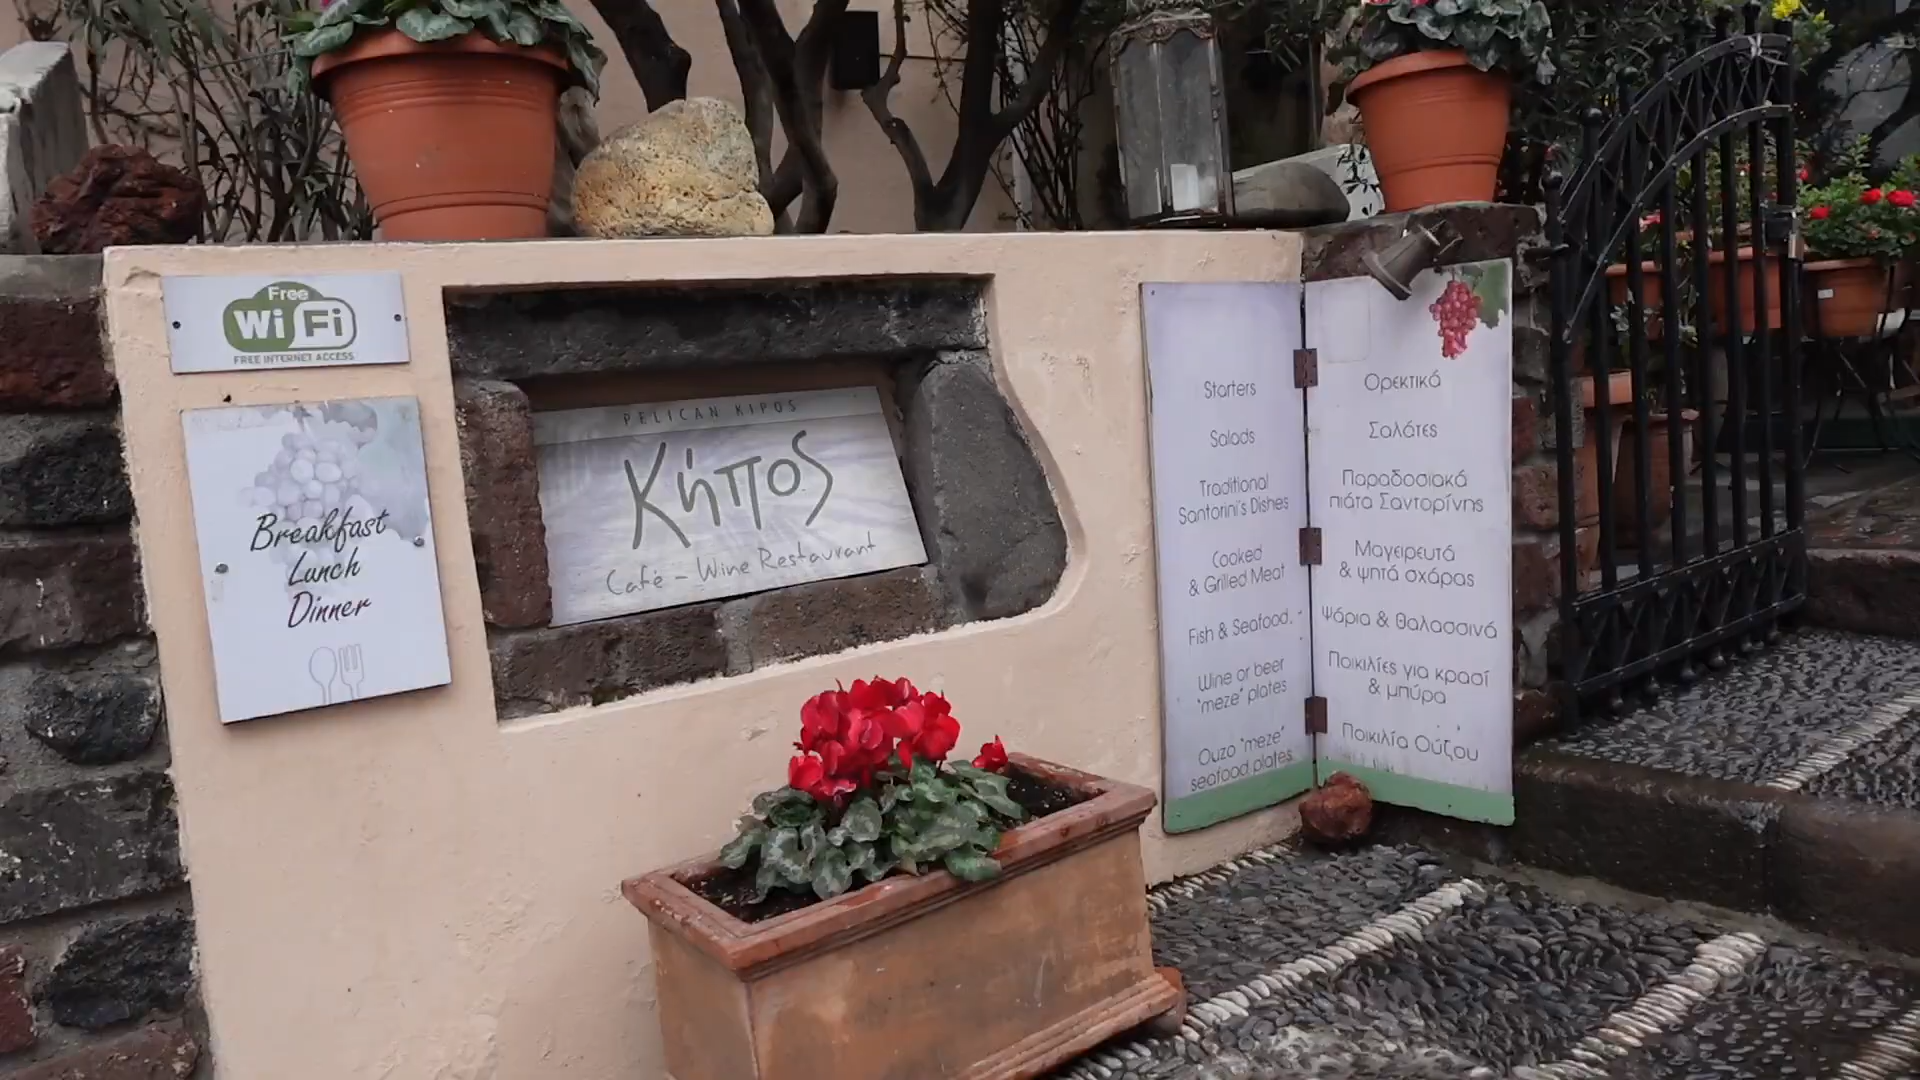 Free
Wi Fi
FREE INTERNET ACCESS
Breakfast
Lunch
Dinner
PELICAN KIPOS
Κήπος
Café - Wine Restaurant
Starters
Salads
Traditional
Santorini's Dishes
Cooked
& Grilled Meat
Fish & Seafood
Wine or beer
"meze" plates
Ouzo "meze"
seafood plates
Ορεκτικά
Σαλάτες
Παραδοσιακά
πιάτα Σαντορίνης
Μαγειρευτά
& ψητά σχάρας
Ψάρια & θαλασσινά
Ποικιλίες για κρασί
& μπύρα
Ποικιλία Ούζου